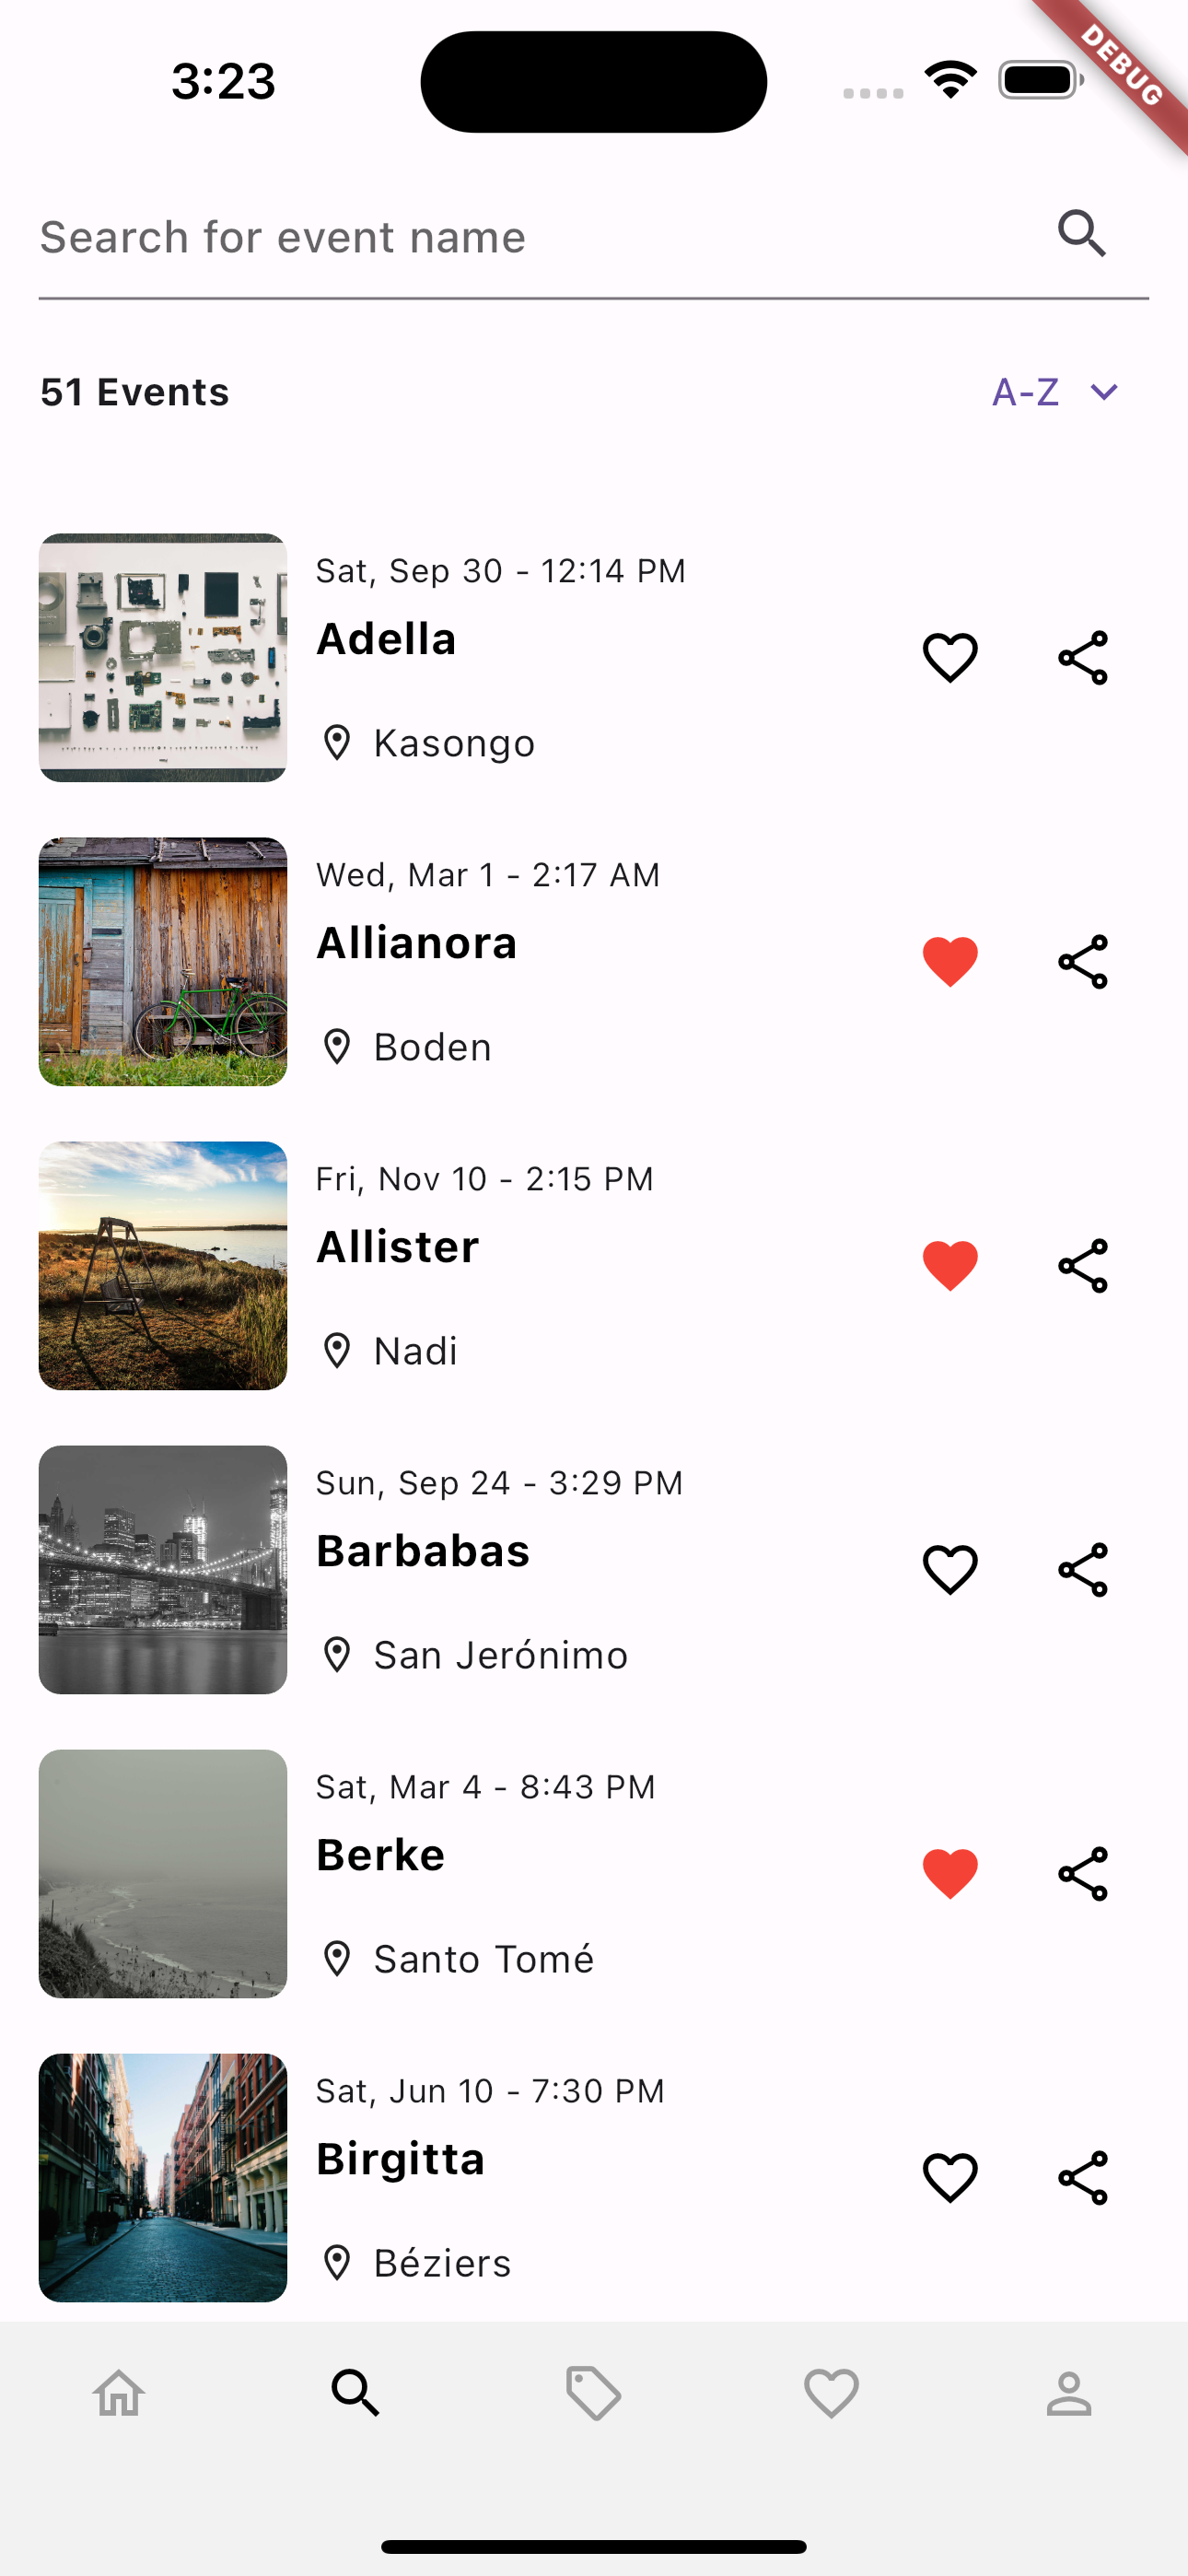 3:23
DEBUG
Search for event name
51 Events
A-Z
Sat, Sep 30 - 12:14 PM
Adella
Kasongo
Wed, Mar 1 - 2:17 AM
Allianora
Boden
Fri, Nov 10 - 2:15 PM
Allister
Nadi
Sun, Sep 24 - 3:29 PM
Barbabas
San Jerónimo
Sat, Mar 4 - 8:43 PM
Berke
Santo Tomé
Sat, Jun 10 - 7:30 PM
Birgitta
Béziers